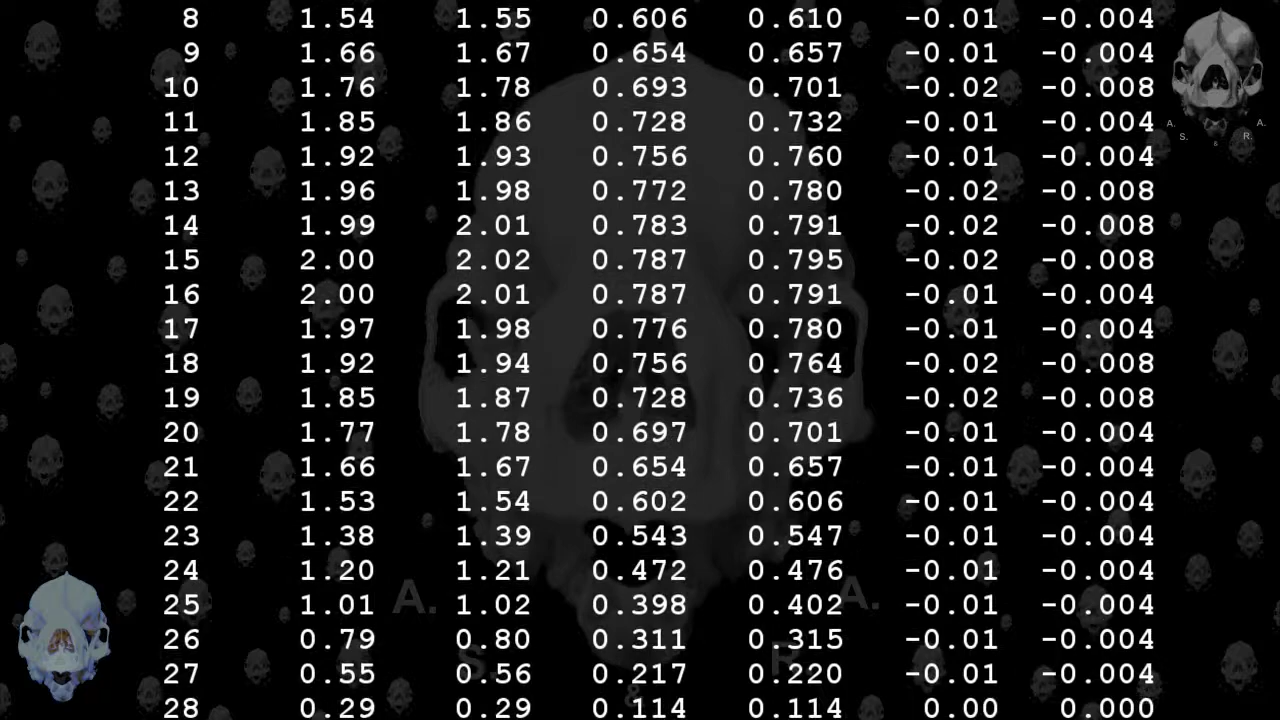 8 1.54 1.55 0.606 0.610 -0.01 -0.004
9 1.66 1.67 0.654 0.657 -0.01 -0.004
10 1.76 1.78 0.693 0.701 -0.02 -0.008
11 1.85 1.86 0.728 0.732 -0.01 -0.004
A. A.
S. R.
&
12 1.92 1.93 0.756 0.760 -0.01 -0.004
13 1.96 1.98 0.772 0.780 -0.02 -0.008
14 1.99 2.01 0.783 0.791 -0.02 -0.008
15 2.00 2.02 0.787 0.795 -0.02 -0.008
16 2.00 2.01 0.787 0.791 -0.01 -0.004
17 1.97 1.98 0.776 0.780 -0.01 -0.004
18 1.92 1.94 0.756 0.764 -0.02 -0.008
19 1.85 1.87 0.728 0.736 -0.02 -0.008
20 1.77 1.78 0.697 0.701 -0.01 -0.004
21 1.66 1.67 0.654 0.657 -0.01 -0.004
22 1.53 1.54 0.602 0.606 -0.01 -0.004
23 1.38 1.39 0.543 0.547 -0.01 -0.004
24 1.20 1.21 0.472 0.476 -0.01 -0.004
A. A.
25 1.01 1.02 0.398 0.402 -0.01 -0.004
26 0.79 0.80 0.311 0.315 -0.01 -0.004
S. R.
27 0.55 0.56 0.217 0.220 -0.01 -0.004
&
28 0.29 0.29 0.114 0.114 0.00 0.000